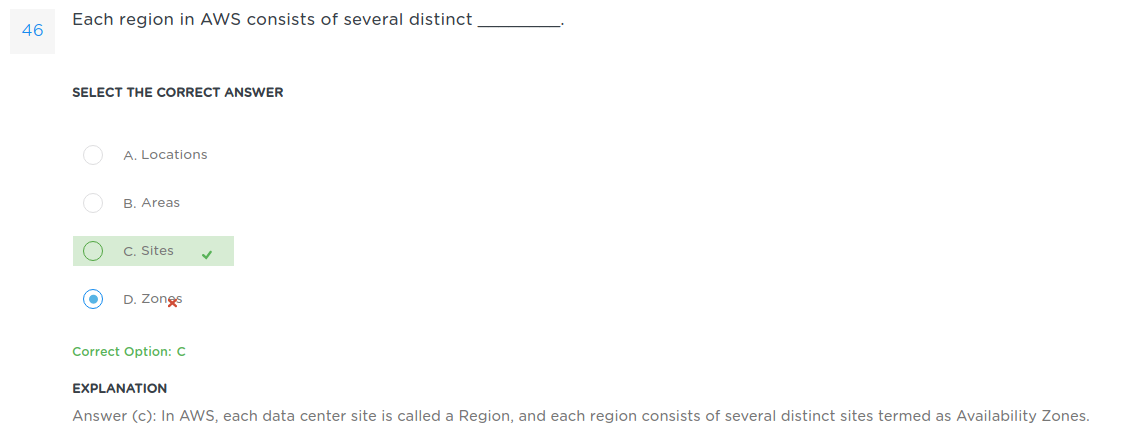 46
Each region in AWS consists of several distinct _________.
SELECT THE CORRECT ANSWER
A. Locations
B. Areas
C. Sites
D. Zones
Correct Option: C
EXPLANATION
Answer (c): In AWS, each data center site is called a Region, and each region consists of several distinct sites termed as Availability Zones.